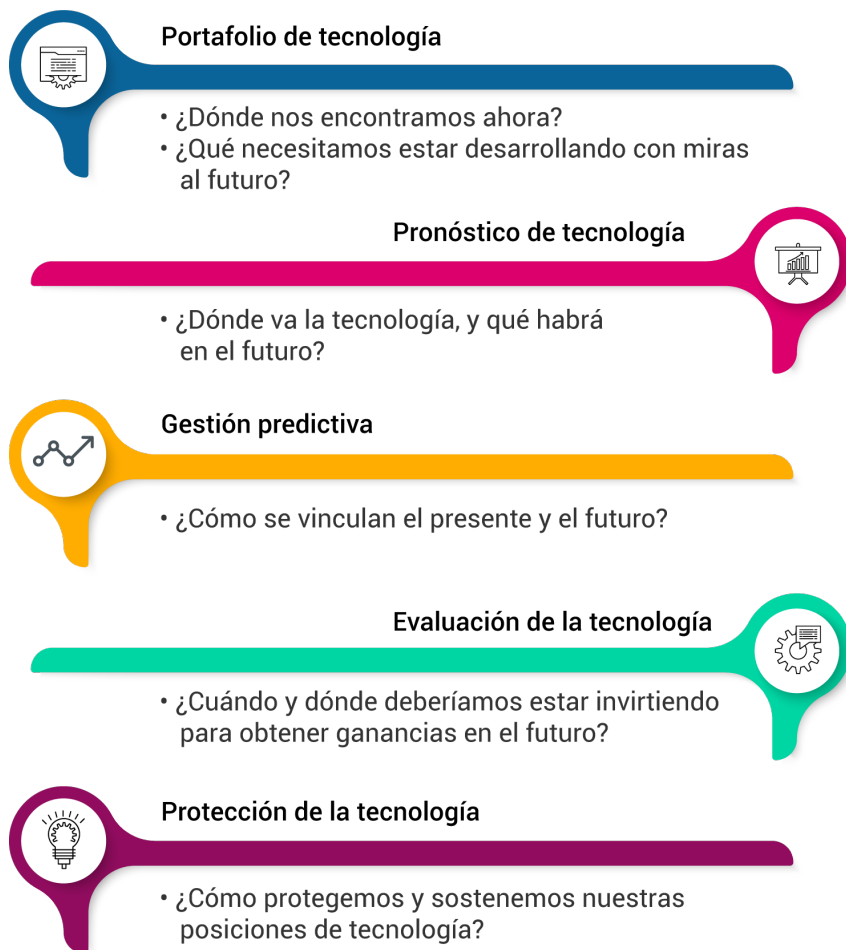 Portafolio de tecnología
• ¿Dónde nos encontramos ahora?
• ¿Qué necesitamos estar desarrollando con miras
al futuro?
Pronóstico de tecnología
• ¿Dónde va la tecnología, y qué habrá
en el futuro?
Gestión predictiva
• ¿Cómo se vinculan el presente y el futuro?
Evaluación de la tecnología
• ¿Cuándo y dónde deberíamos estar invirtiendo
para obtener ganancias en el futuro?
Protección de la tecnología
• ¿Cómo protegemos y sostenemos nuestras
posiciones de tecnología?